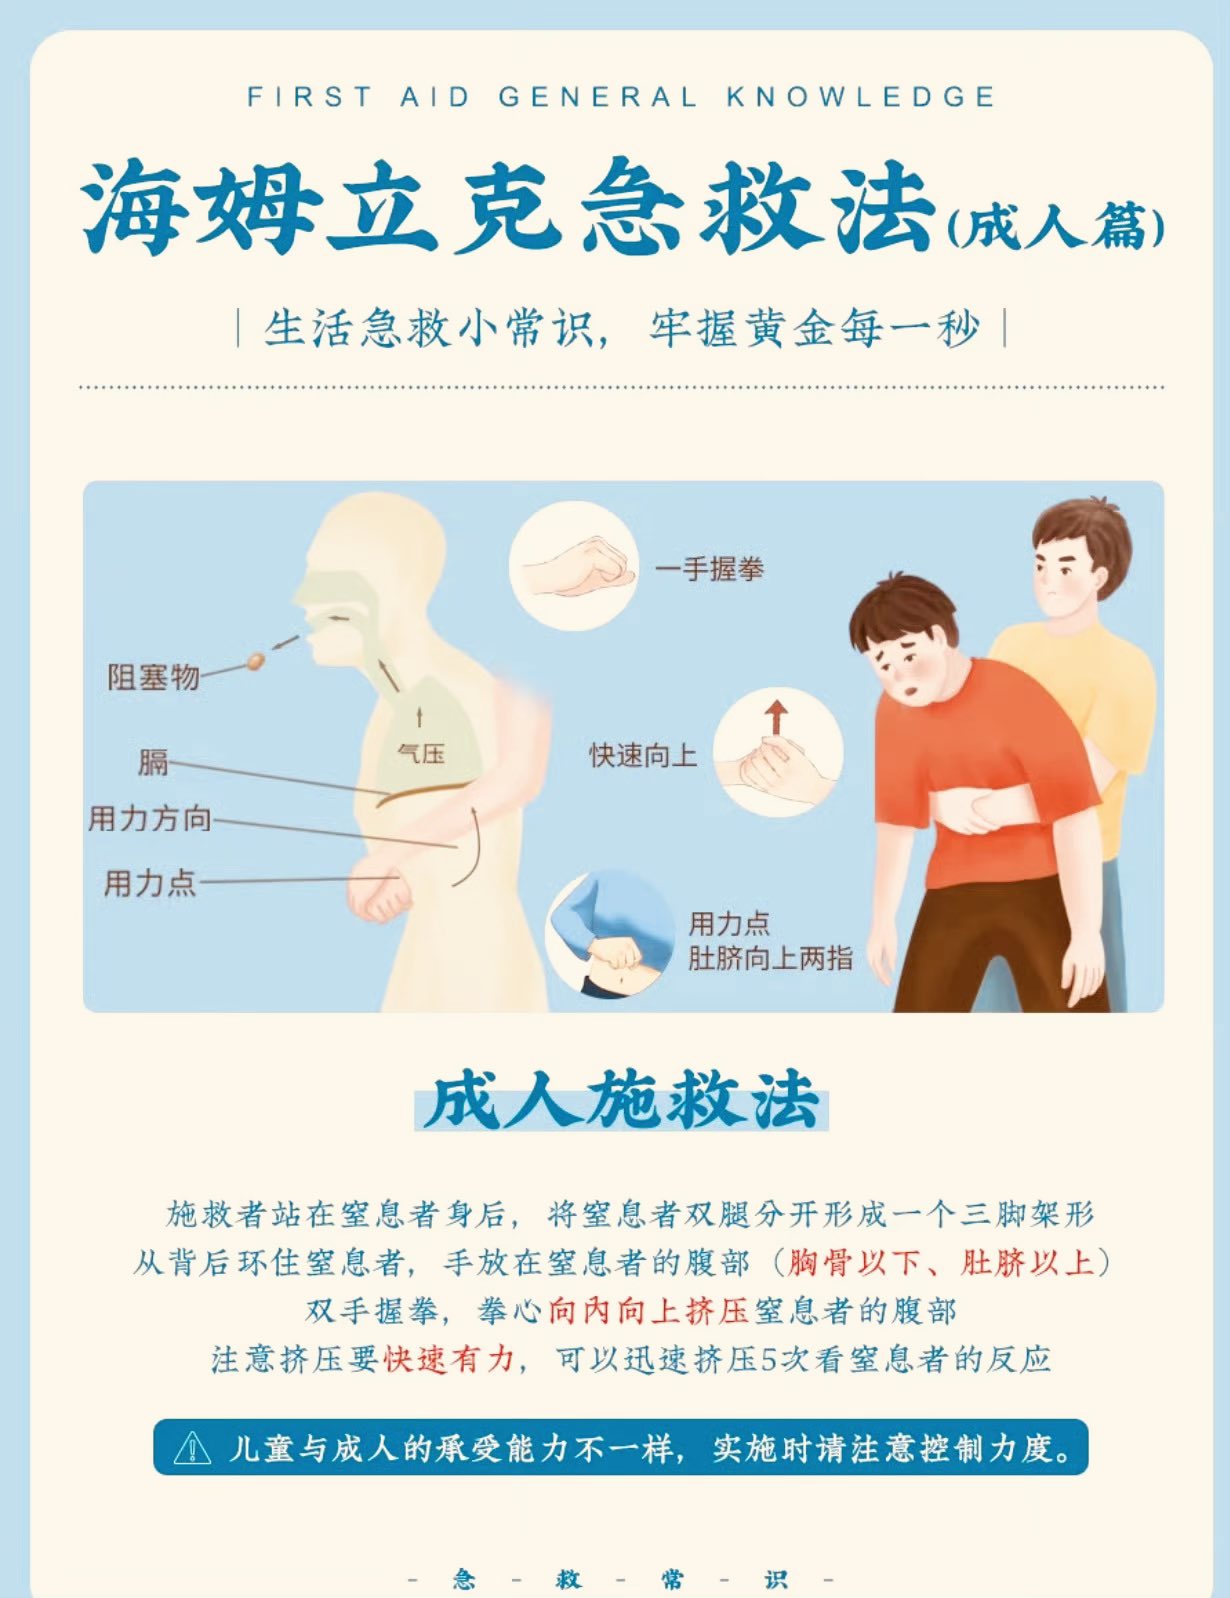 FIRST AID GENERAL KNOWLEDGE
海姆立克急救法(成人篇)
生活急救小常识，牢握黄金每一秒
一手握拳
阻塞物
气压
快速向上
膈
用力方向
用力点
用力点
肚脐向上两指
成人施救法
施救者站在窒息者身后，将窒息者双腿分开形成一个三脚架形
从背后环住窒息者，手放在窒息者的腹部（胸骨以下、肚脐以上）
双手握拳，拳心向内向上挤压窒息者的腹部
注意挤压要快速有力，可以迅速挤压5次看窒息者的反应
儿童与成人的承受能力不一样，实施时请注意控制力度。
- 急 - 救 - 常 - 识 -